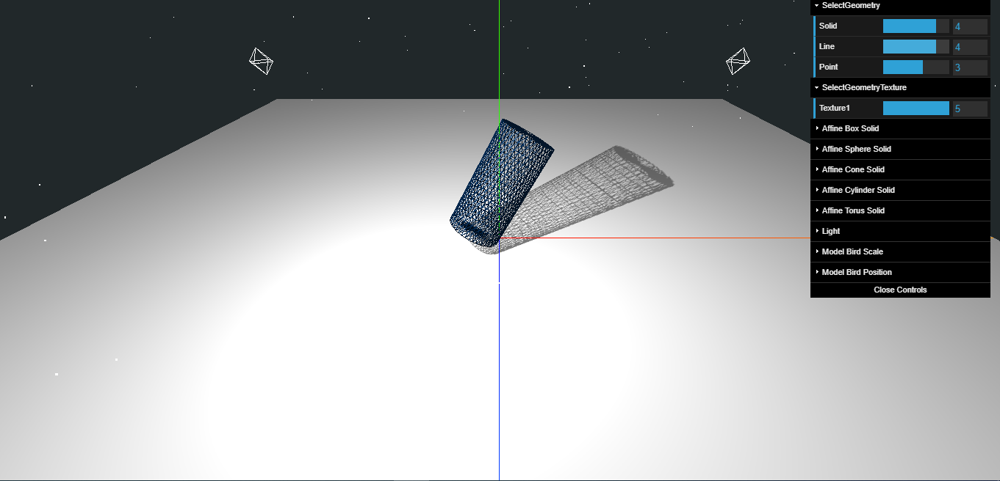 SelectGeometry
Solid 4
Line 4
Point 3
SelectGeometryTexture
Texture1 5
Affine Box Solid
Affine Sphere Solid
Affine Cone Solid
Affine Cylinder Solid
Affine Torus Solid
Light
Model Bird Scale
Model Bird Position
Close Controls